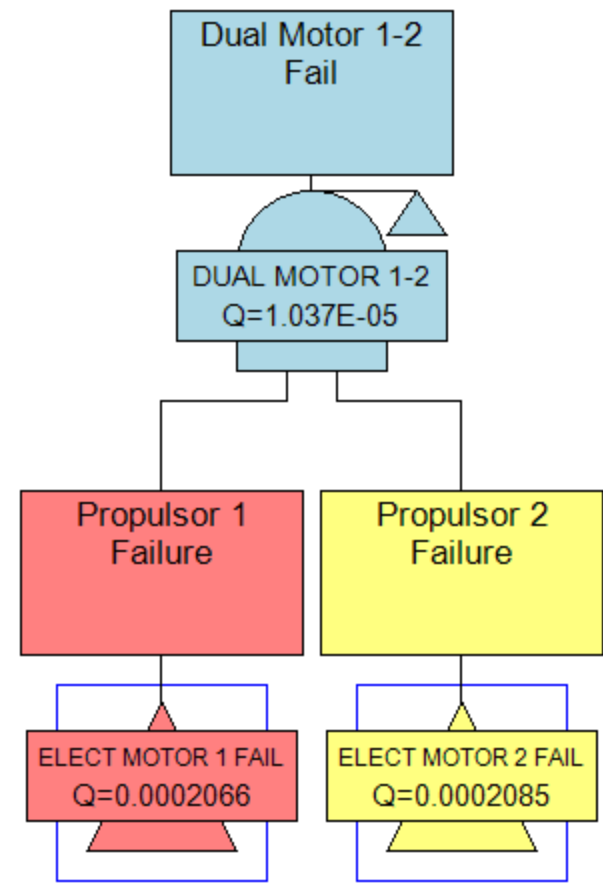 Dual Motor 1-2
Fail
DUAL MOTOR 1-2
Q=1.037E-05
Propulsor 1
Failure
Propulsor 2
Failure
ELECT MOTOR 1 FAIL
Q=0.0002066
ELECT MOTOR 2 FAIL
Q=0.0002085